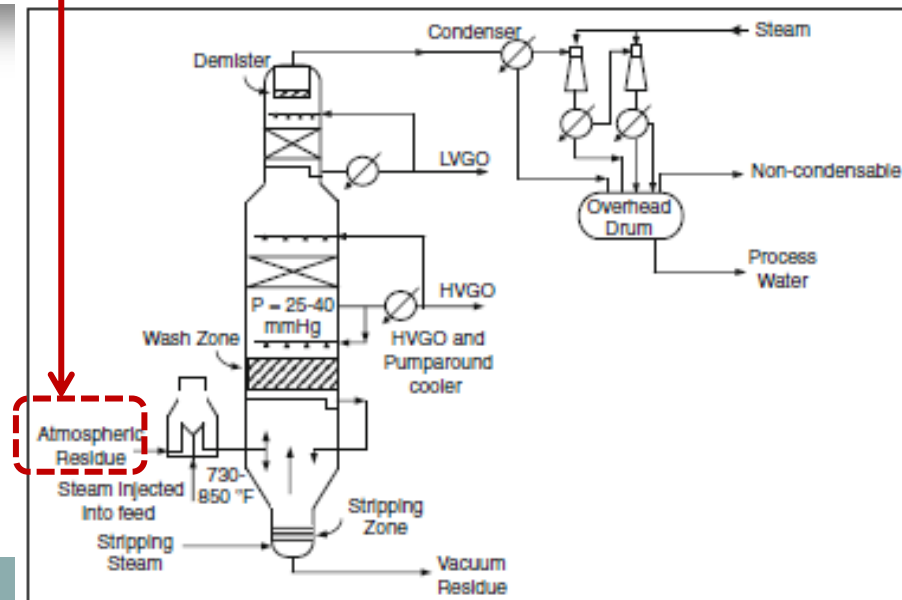 Condenser
Steam
Demister
LVGO
Non-condensable
Overhead
Drum
Process
Water
HVGO
P = 25-40
mmHg
Wash Zone
HVGO and
Pumparound
cooler
Atmospheric
Residue
730-
850 °F
Steam Injected
Into feed
Stripping
Zone
Stripping
Steam
Vacuum
Residue